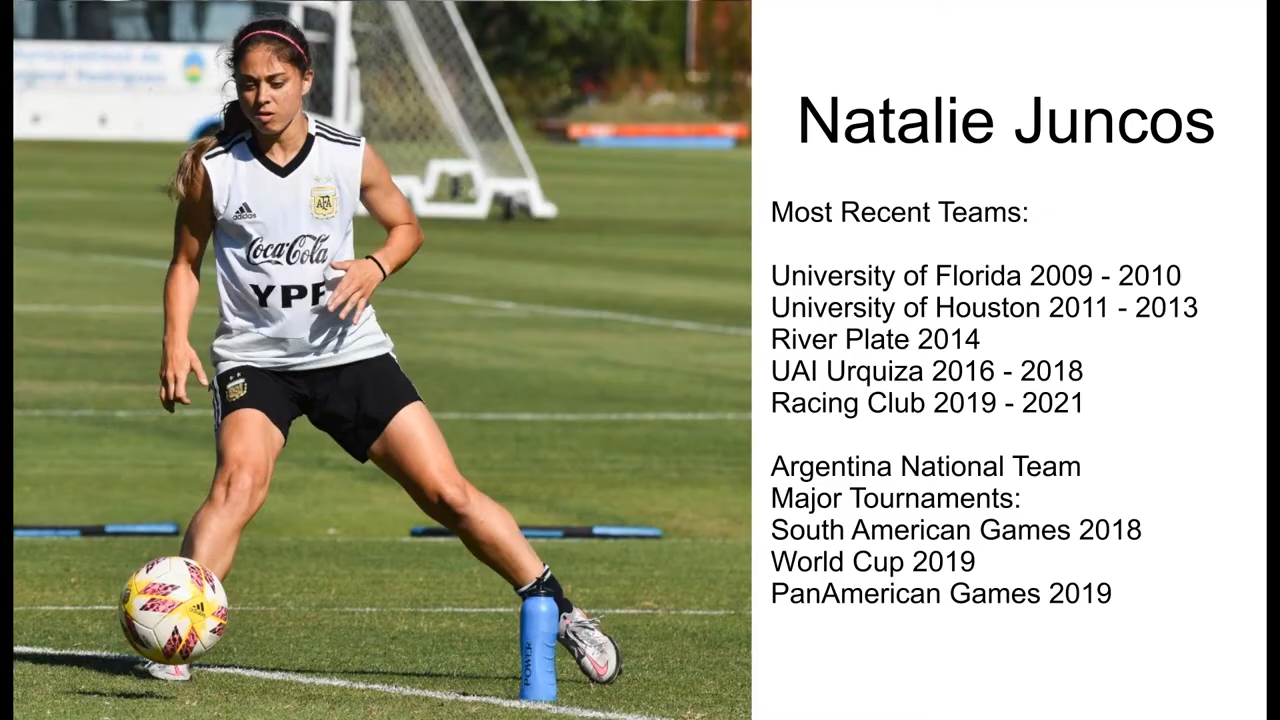 Natalie Juncos
Most Recent Teams:
University of Florida 2009 - 2010
University of Houston 2011 - 2013
River Plate 2014
UAI Urquiza 2016 - 2018
Racing Club 2019 - 2021
Argentina National Team
Major Tournaments:
South American Games 2018
World Cup 2019
PanAmerican Games 2019
adidas
AFA
Coca-Cola
YPF
POWER